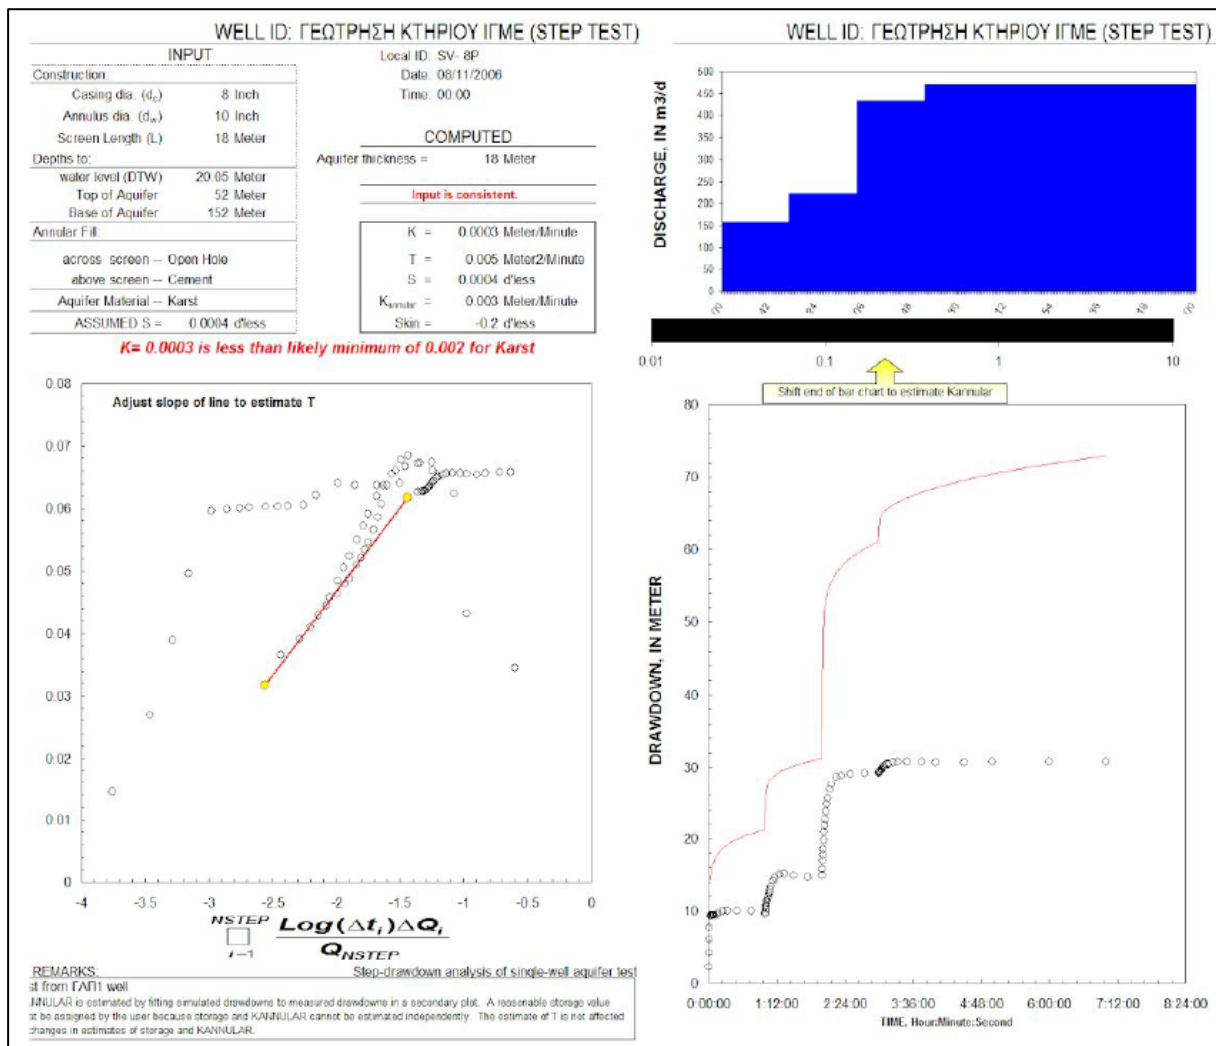 WELL ID: ΓΕΩΤΡΗΣΗ ΚΤΗΡΙΟΥ ΙΓΜΕ (STEP TEST)
INPUT
Construction:
Casing dia. (dc) 8 Inch
Annulus dia. (dw) 10 Inch
Screen Length (L) 18 Meter
Depths to:
water level (DTW) 20.05 Meter
Top of Aquifer 52 Meter
Base of Aquifer 152 Meter
Annular Fill:
across screen -- Open Hole
above screen -- Cement
Aquifer Material -- Karst
ASSUMED S = 0.0004 d'less
Local ID: SV- 8P
Date: 08/11/2006
Time: 00:00
COMPUTED
Aquifer thickness = 18 Meter
Input is consistent.
K = 0.0003 Meter/Minute
T = 0.005 Meter2/Minute
S = 0.0004 d'less
Kannular = 0.003 Meter/Minute
Skin = -0.2 d'less
K= 0.0003 is less than likely minimum of 0.002 for Karst
0.08
0.07
0.06
0.05
0.04
0.03
0.02
0.01
0
Adjust slope of line to estimate T
-4 -3.5 -3 -2.5 -2 -1.5 -1 -0.5 0
NSTEP
i=1
Log(Δti)ΔQi
QNSTEP
REMARKS: Step-drawdown analysis of single-well aquifer test
st from ΓΑΠ1 well
ANNULAR is estimated by fitting simulated drawdowns to measured drawdowns in a secondary plot. A reasonable storage value
st be assigned by the user because storage and KANNULAR cannot be estimated independently. The estimate of T is not affected
changes in estimates of storage and KANNULAR.
WELL ID: ΓΕΩΤΡΗΣΗ ΚΤΗΡΙΟΥ ΙΓΜΕ (STEP TEST)
DISCHARGE, IN m3/d
500
450
400
350
300
250
200
150
100
50
0
00 42 24 06 48 30 12 54 36 18 00
0.01 0.1 1 10
Shift end of bar chart to estimate Kannular
DRAWDOWN, IN METER
80
70
60
50
40
30
20
10
0
0:00:00 1:12:00 2:24:00 3:36:00 4:48:00 6:00:00 7:12:00 8:24:00
TIME, Hour:Minute:Second